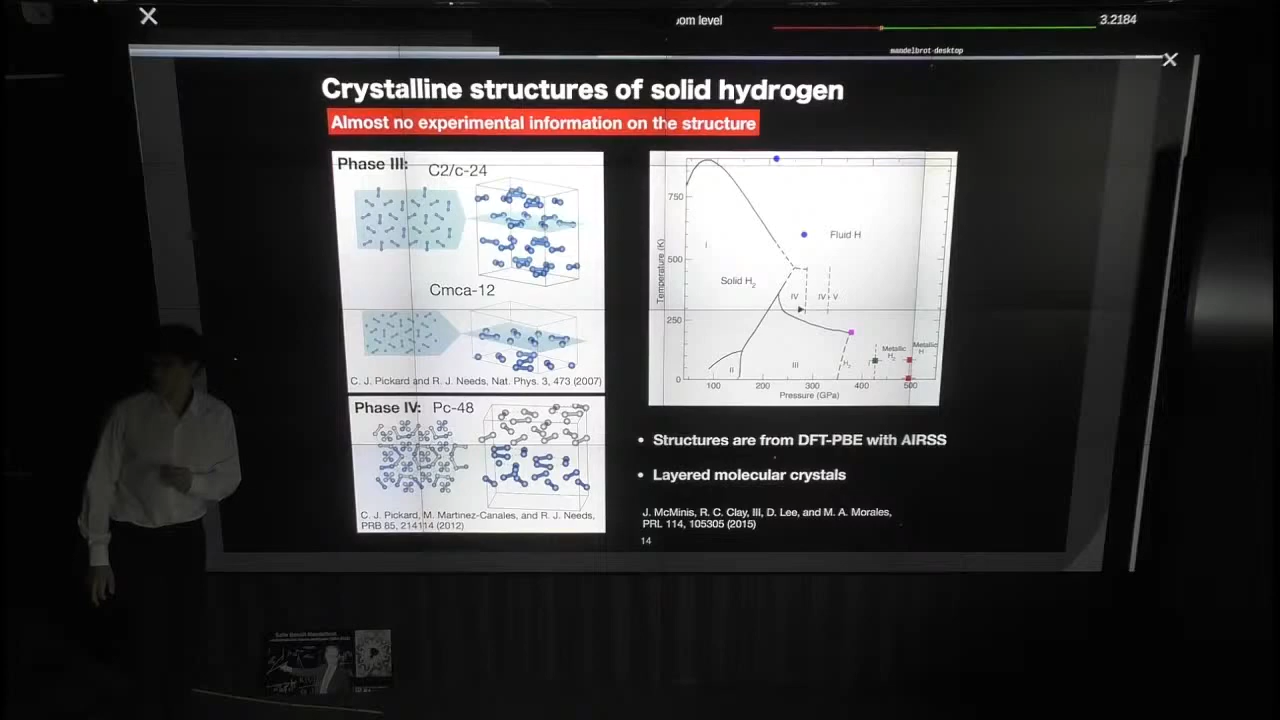 om level
3.2184
mandelbrot-desktop
Crystalline structures of solid hydrogen
Almost no experimental information on the structure
Phase III:
C2/c-24
Cmca-12
C. J. Pickard and R. J. Needs, Nat. Phys. 3, 473 (2007)
Phase IV: Pc-48
C. J. Pickard, M. Martinez-Canales, and R. J. Needs,
PRB 85, 214114 (2012)
Temperature (K)
750
500
250
0
I
Solid H2
Fluid H
IV
IV
V
II
III
H2
Metallic
H2
Metallic
H
100
200
300
400
500
Pressure (GPa)
• Structures are from DFT-PBE with AIRSS
• Layered molecular crystals
J. McMinis, R. C. Clay, III, D. Lee, and M. A. Morales,
PRL 114, 105305 (2015)
14